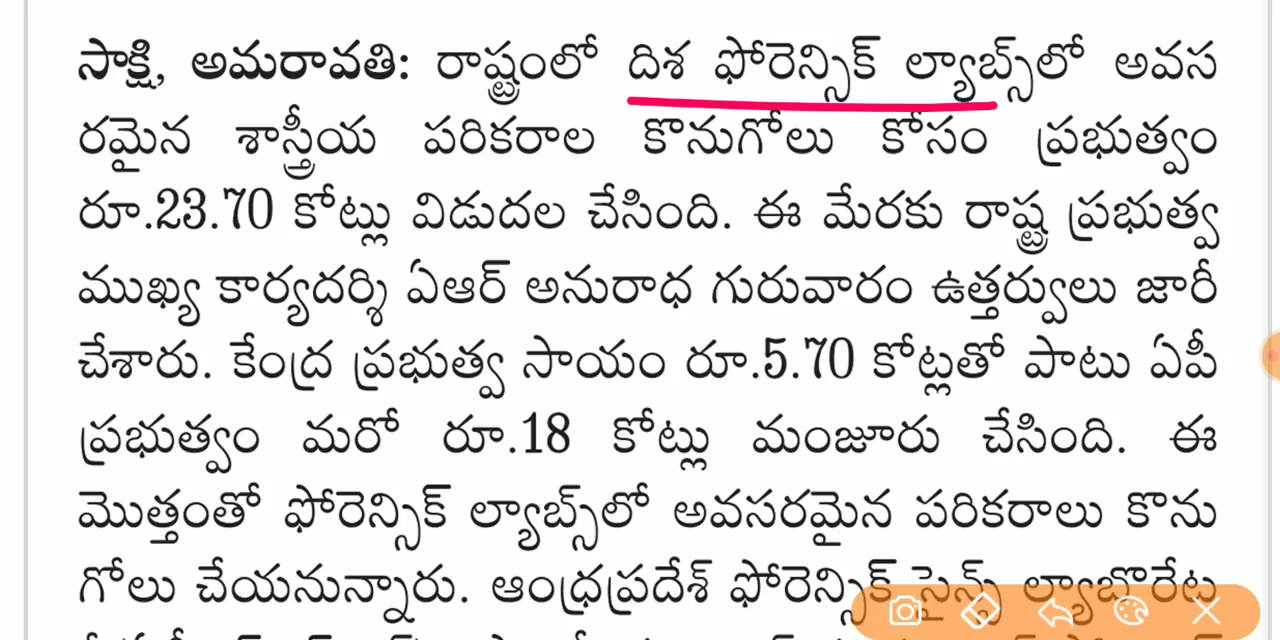 సాక్షి, అమరావతి: రాష్ట్రంలో దిశ ఫోరెన్సిక్ ల్యాబ్స్‌లో అవస
రమైన శాస్త్రీయ పరికరాల కొనుగోలు కోసం ప్రభుత్వం
రూ.23.70 కోట్లు విడుదల చేసింది. ఈ మేరకు రాష్ట్ర ప్రభుత్వ
ముఖ్య కార్యదర్శి ఏఆర్ అనురాధ గురువారం ఉత్తర్వులు జారీ
చేశారు. కేంద్ర ప్రభుత్వ సాయం రూ.5.70 కోట్లతో పాటు ఏపీ
ప్రభుత్వం మరో రూ.18 కోట్లు మంజూరు చేసింది. ఈ
మొత్తంతో ఫోరెన్సిక్ ల్యాబ్స్‌లో అవసరమైన పరికరాలు కొను
గోలు చేయనున్నారు. ఆంధ్రప్రదేశ్ ఫోరెన్సిక్ సైన్స్ ల్యాబొరేట